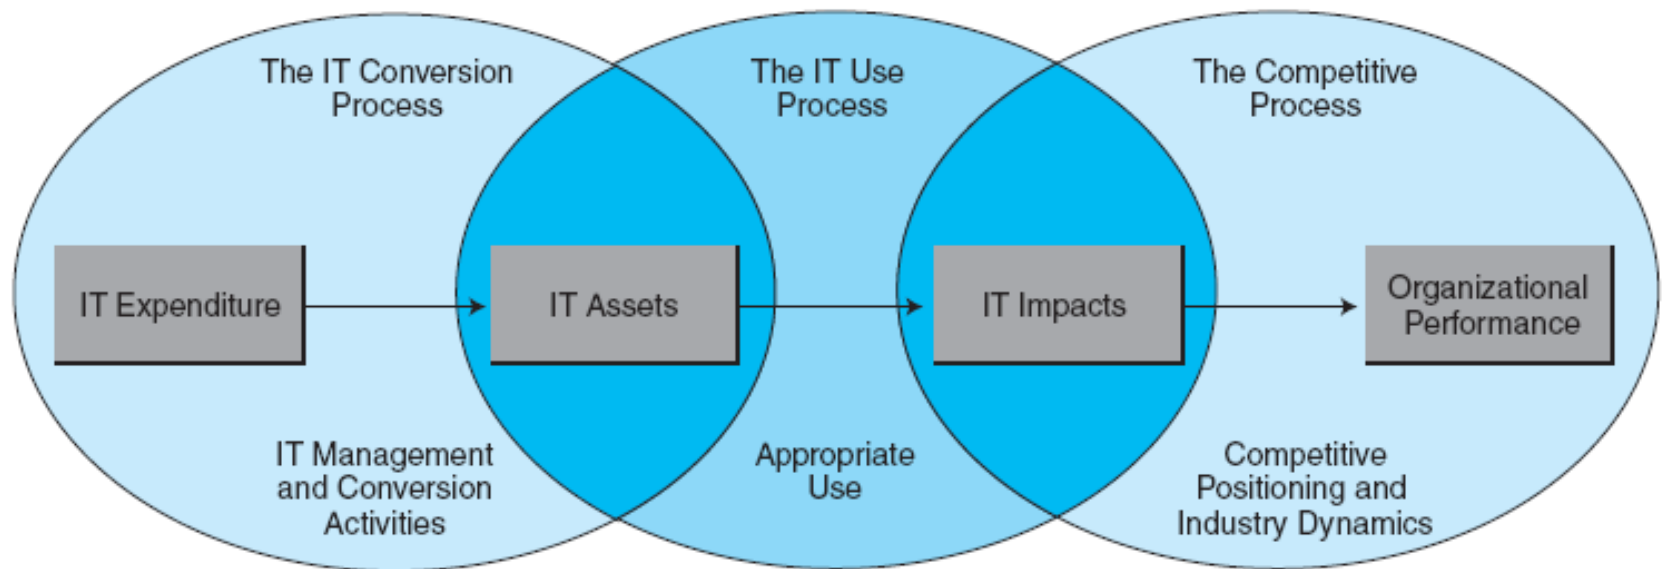 The IT Conversion
Process
The IT Use
Process
The Competitive
Process
IT Expenditure
IT Assets
IT Impacts
Organizational
Performance
IT Management
and Conversion
Activities
Appropriate
Use
Competitive
Positioning and
Industry Dynamics